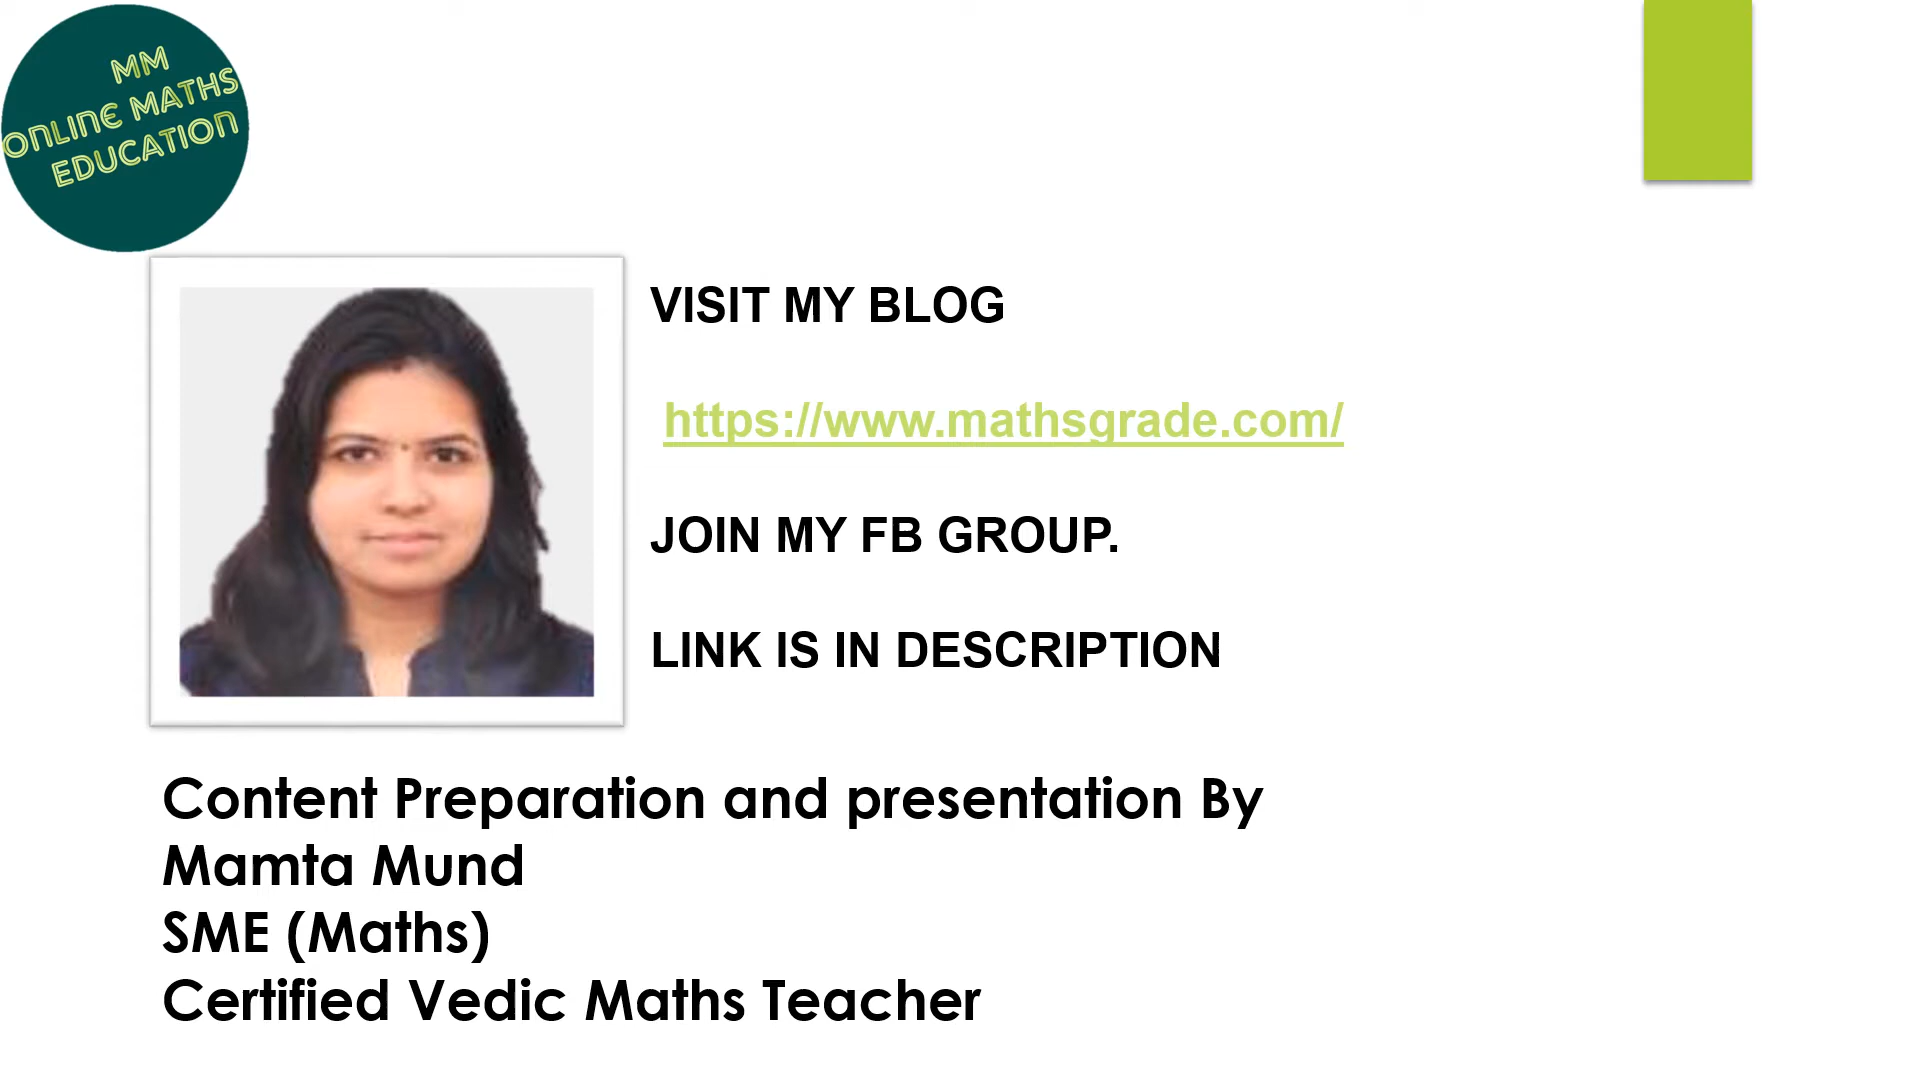 MM
ONLINE MATHS
EDUCATION
VISIT MY BLOG
https://www.mathsgrade.com/
JOIN MY FB GROUP.
LINK IS IN DESCRIPTION
Content Preparation and presentation By
Mamta Mund
SME (Maths)
Certified Vedic Maths Teacher